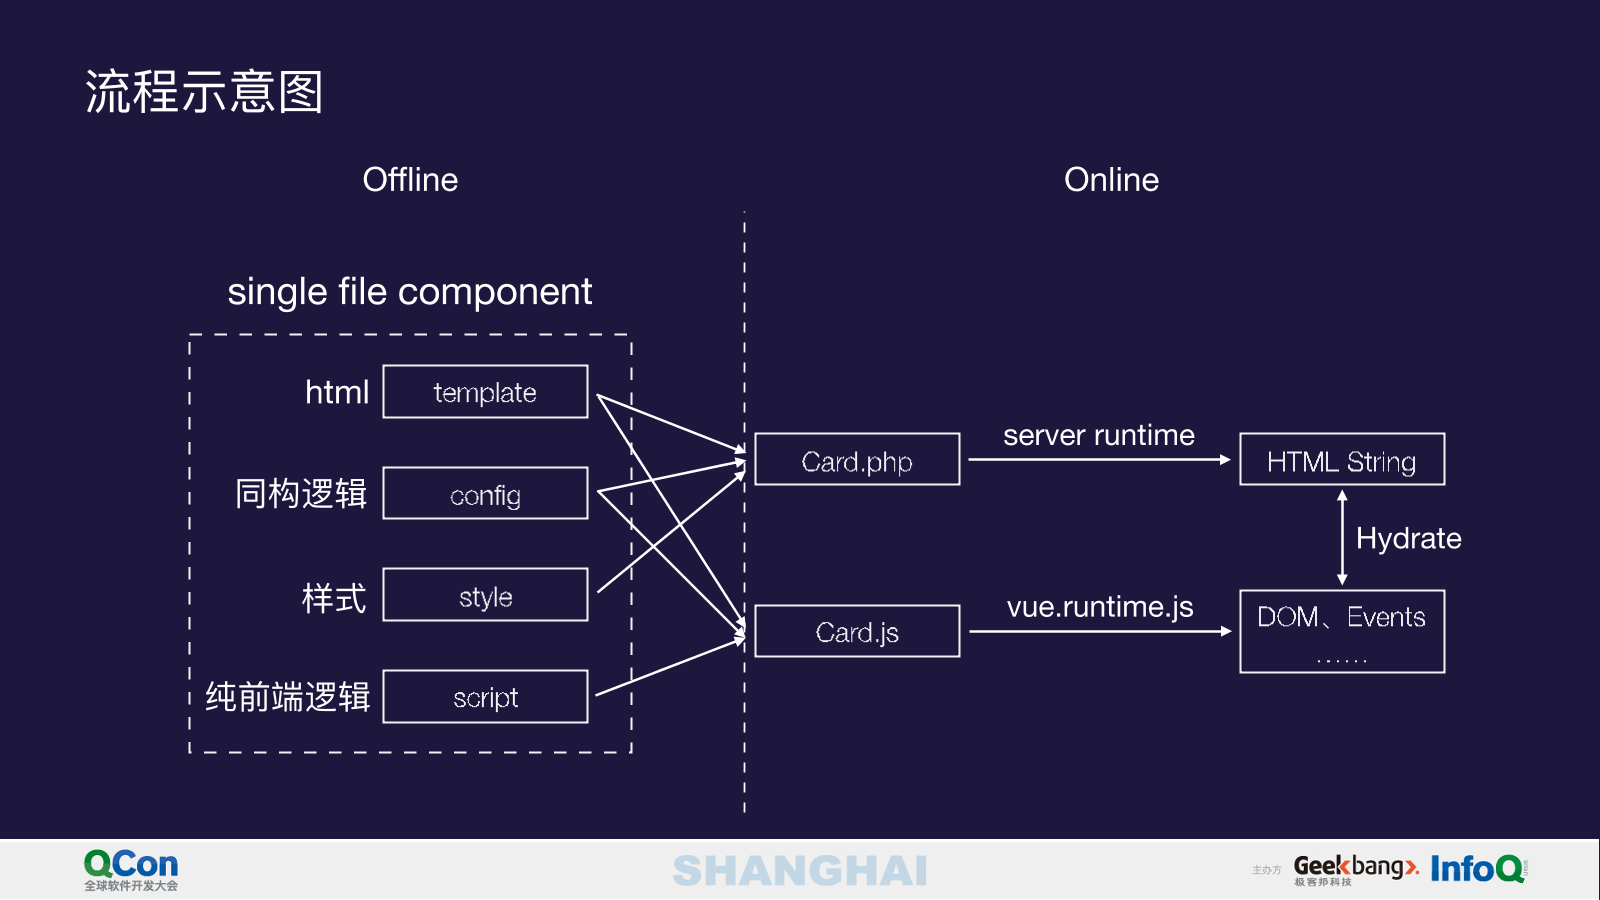 流程示意图
Offline
Online
single file component
html
template
同构逻辑
config
样式
style
纯前端逻辑
script
Card.php
server runtime
HTML String
Hydrate
Card.js
vue.runtime.js
DOM、Events
......
QCon
全球软件开发大会
SHANGHAI
主办方
Geekbang>.
极客邦科技
InfoQ